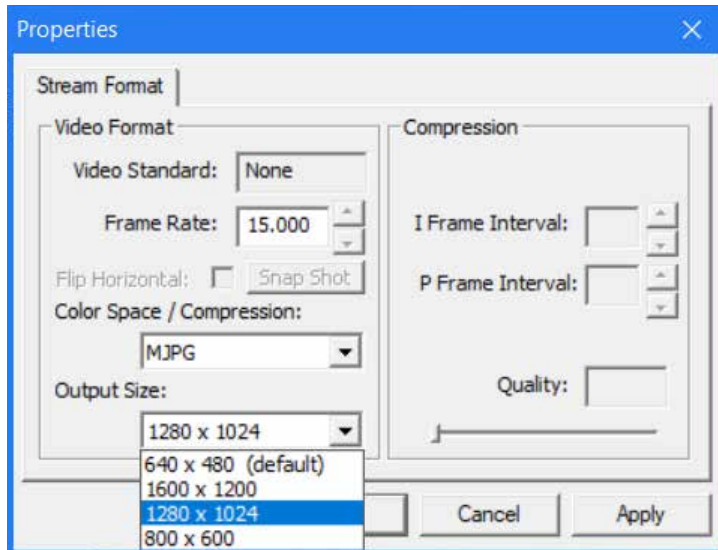 Properties
Stream Format
Video Format
Video Standard: None
Frame Rate: 15.000
Flip Horizontal: Snap Shot
Color Space / Compression:
MJPG
Output Size:
1280 x 1024
640 x 480 (default)
1600 x 1200
1280 x 1024
800 x 600
Compression
I Frame Interval:
P Frame Interval:
Quality:
Cancel Apply